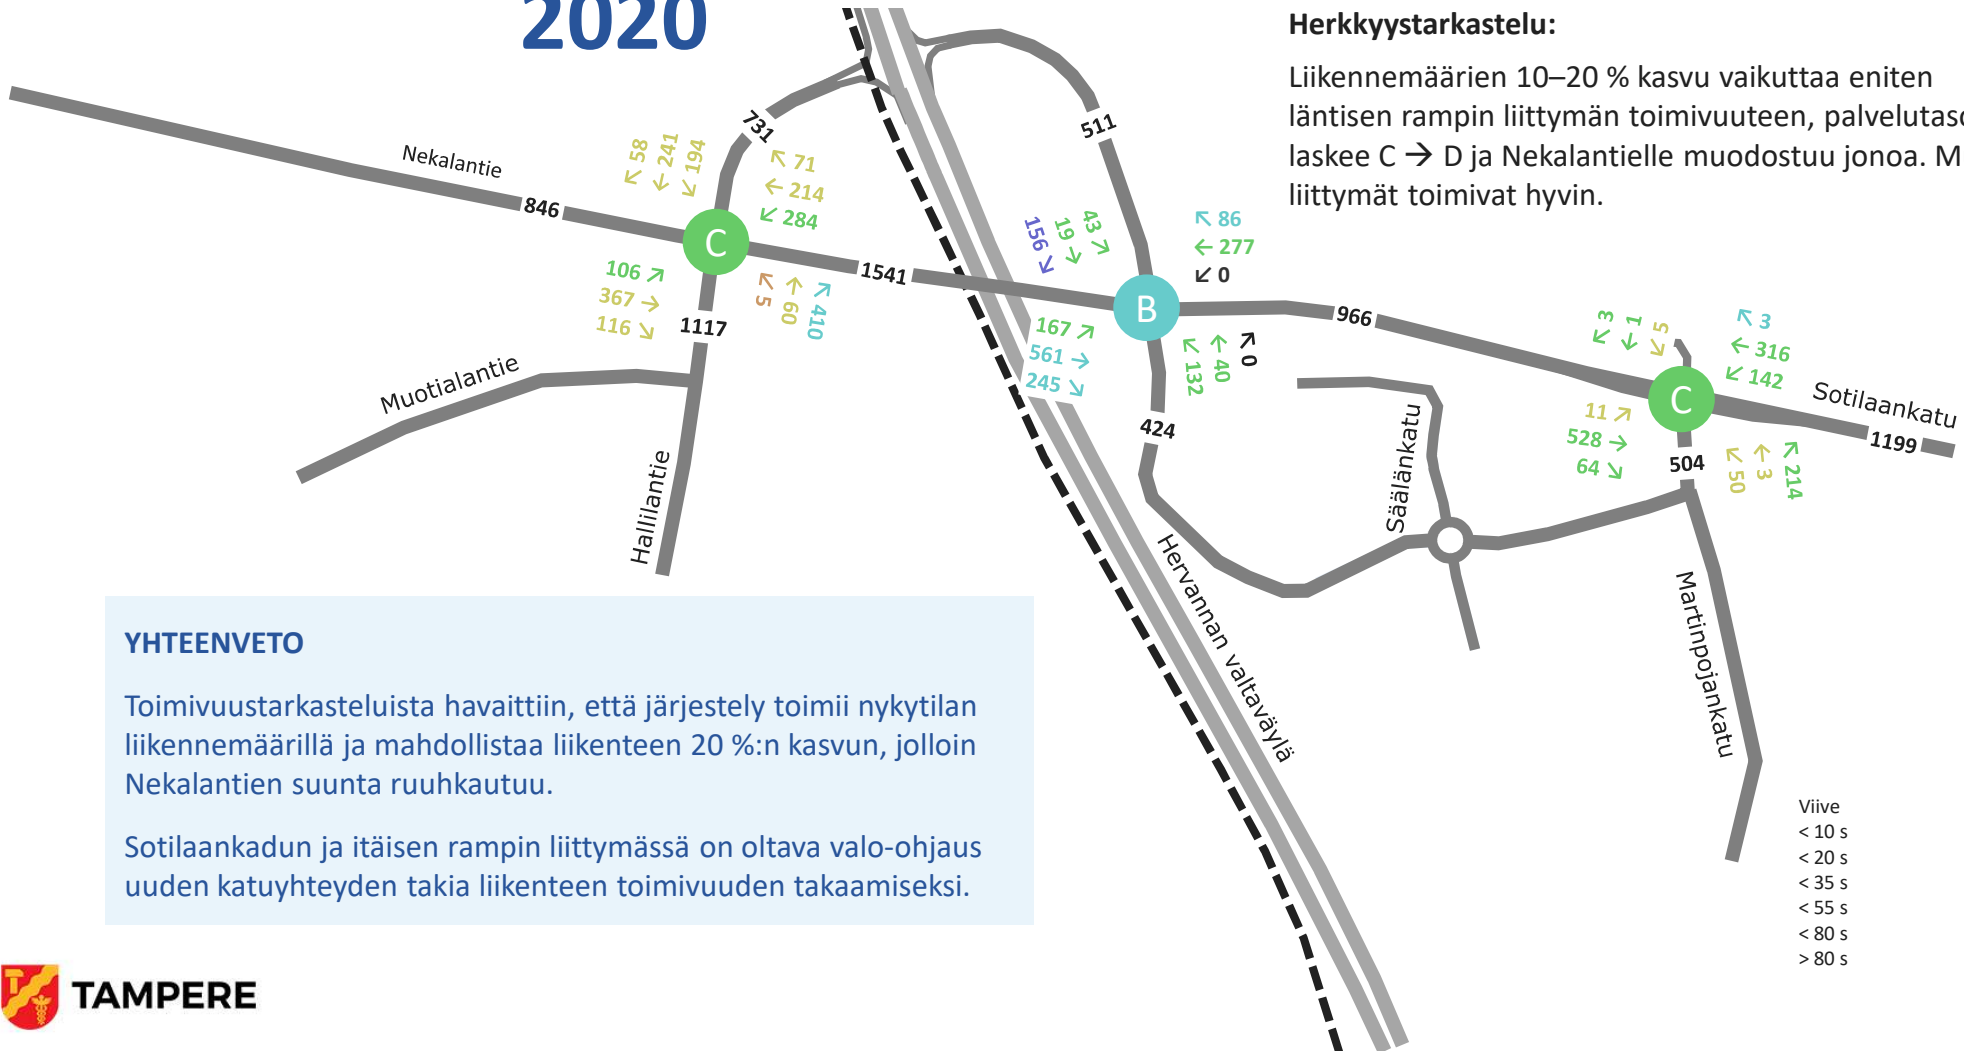 2020
Herkkyystarkastelu:
Liikennemäärien 10–20 % kasvu vaikuttaa eniten
läntisen rampin liittymän toimivuuteen,
laskee C → D ja Nekalantielle muodostuu jonoa.
liittymät toimivat hyvin.
731
511
Nekalantie
846
58 ↙
241 ↓
194 ↙
↖ 71
← 214
↙ 284
C
1541
106 ↗
367 →
116 ↘
1117
↙ 5
↑ 60
↗ 410
156 ↙
19 ↓
43 ↗
↖ 86
← 277
↙ 0
B
966
167 ↗
561 →
245 ↘
↙ 132
↑ 40
↖ 0
424
3 ↙
1 ↓
5 ↘
↖ 3
← 316
↙ 142
C
Sotilaankatu
1199
11 ↗
528 →
64 ↘
504
↙ 50
↑ 3
↗ 214
Muotialantie
Hallilantie
Säälänkatu
Hervannan valtaväylä
Martinpojankatu
YHTEENVETO
Toimivuustarkasteluista havaittiin, että järjestely toimii nykytilan
liikennemäärillä ja mahdollistaa liikenteen 20 %:n kasvun, jolloin
Nekalantien suunta ruuhkautuu.
Sotilaankadun ja itäisen rampin liittymässä on oltava valo-ohjaus
uuden katuyhteyden takia liikenteen toimivuuden takaamiseksi.
Viive
< 10 s
< 20 s
< 35 s
< 55 s
< 80 s
> 80 s
TAMPERE